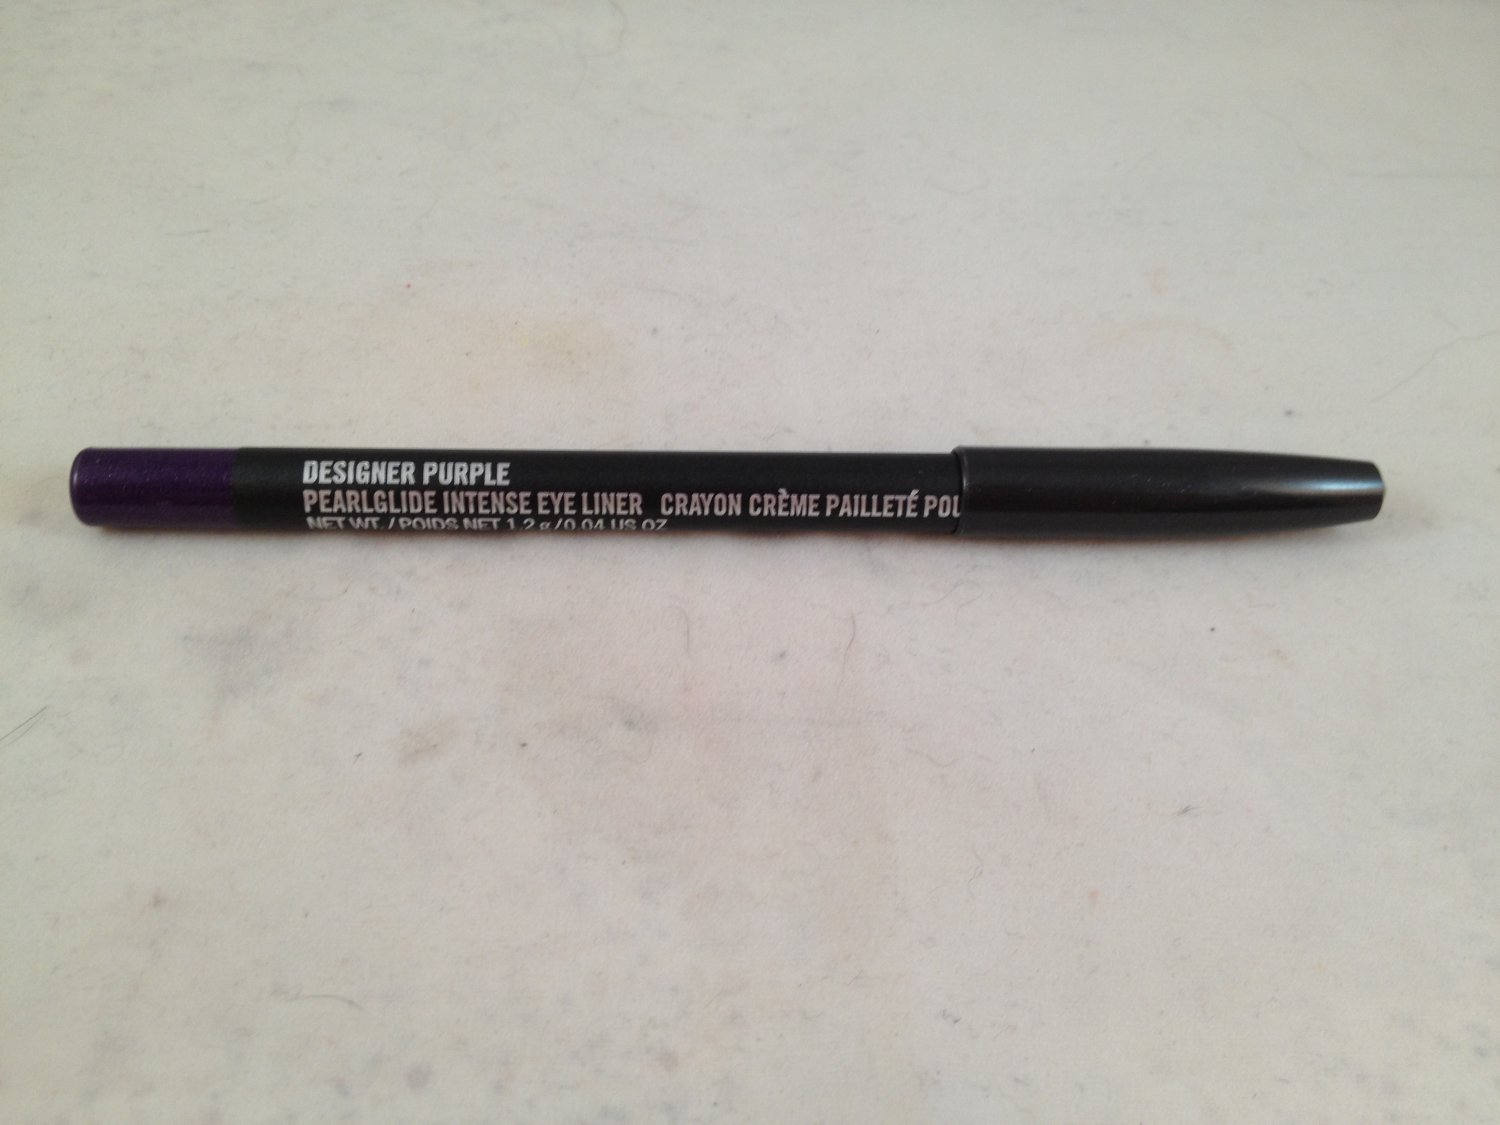 DESIGNER PURPLE
PEARLGLIDE INTENSE EYE LINER CRAYON CRÈME PAILLETÉ POU
NET WT. / POIDS NET 1.2 g / 0.04 US OZ